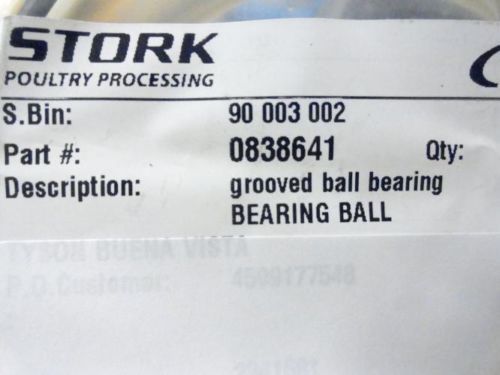 STORK
POULTRY PROCESSING
S.Bin: 90 003 002
Part #: 0838641 Qty:
Description: grooved ball bearing
BEARING BALL
TYSON BUENA VISTA
P.O.Customer: 4509177548